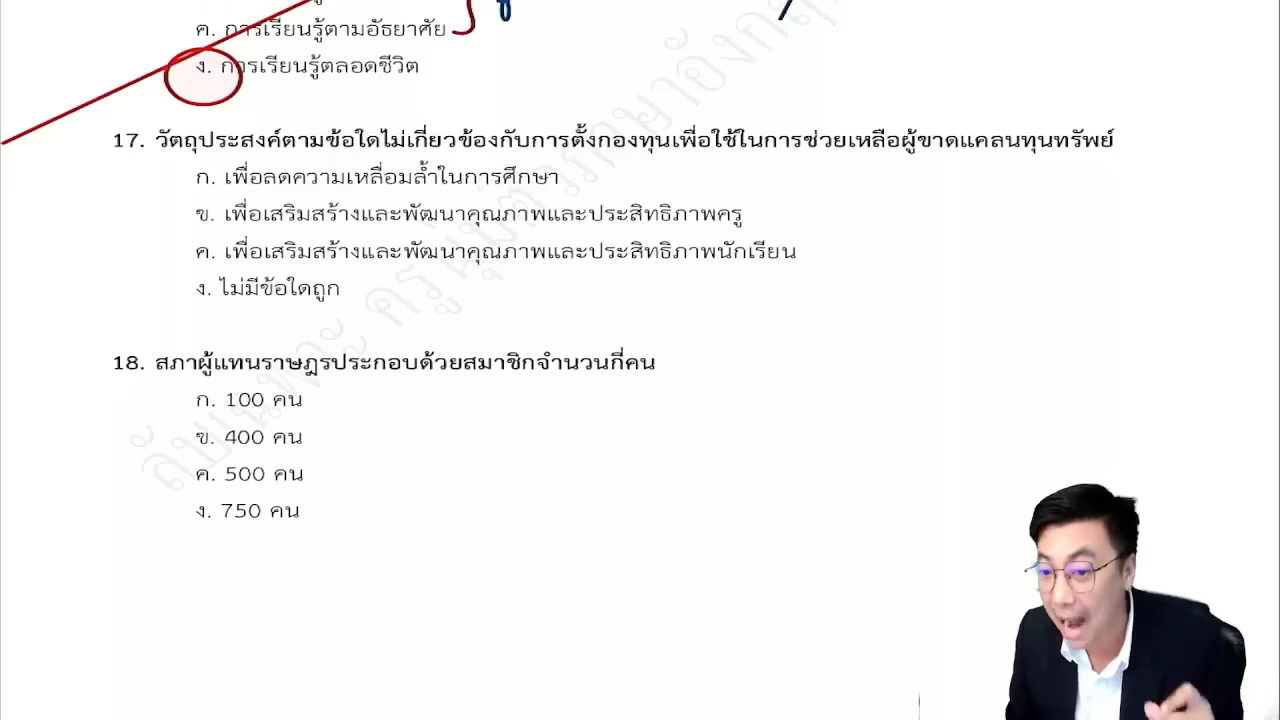 ค. การเรียนรู้ตามอัธยาศัย
ง. การเรียนรู้ตลอดชีวิต
17. วัตถุประสงค์ตามข้อใดไม่เกี่ยวข้องกับการตั้งกองทุนเพื่อใช้ในการช่วยเหลือผู้ขาดแคลนทุนทรัพย์
ก. เพื่อลดความเหลื่อมล้ำในการศึกษา
ข. เพื่อเสริมสร้างและพัฒนาคุณภาพและประสิทธิภาพครู
ค. เพื่อเสริมสร้างและพัฒนาคุณภาพและประสิทธิภาพนักเรียน
ง. ไม่มีข้อใดถูก
18. สภาผู้แทนราษฎรประกอบด้วยสมาชิกจำนวนกี่คน
ก. 100 คน
ข. 400 คน
ค. 500 คน
ง. 750 คน